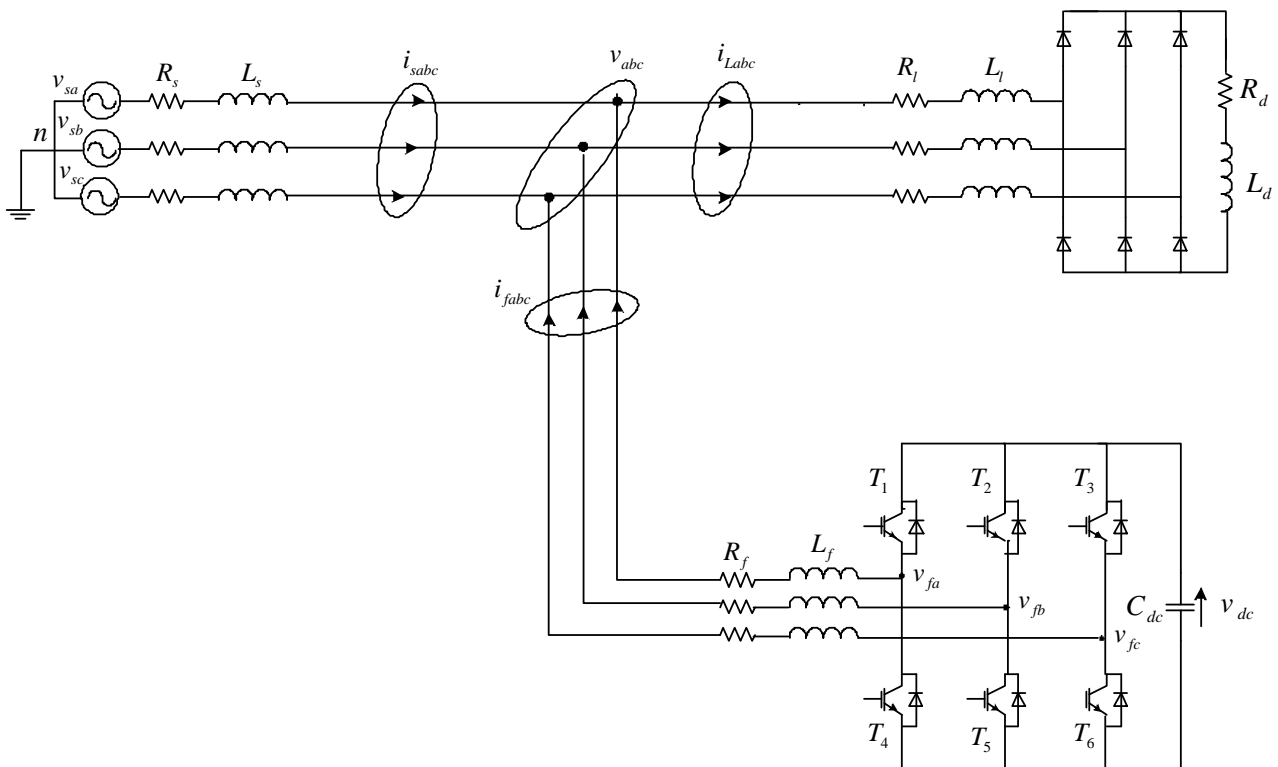 i_sabc
v_abc
i_Labc
R_s
L_s
R_l
L_l
v_sa
R_d
n
v_sb
v_sc
L_d
i_fabc
T_1
T_2
T_3
R_f
L_f
v_fa
v_fb
C_dc
v_dc
v_fc
T_4
T_5
T_6